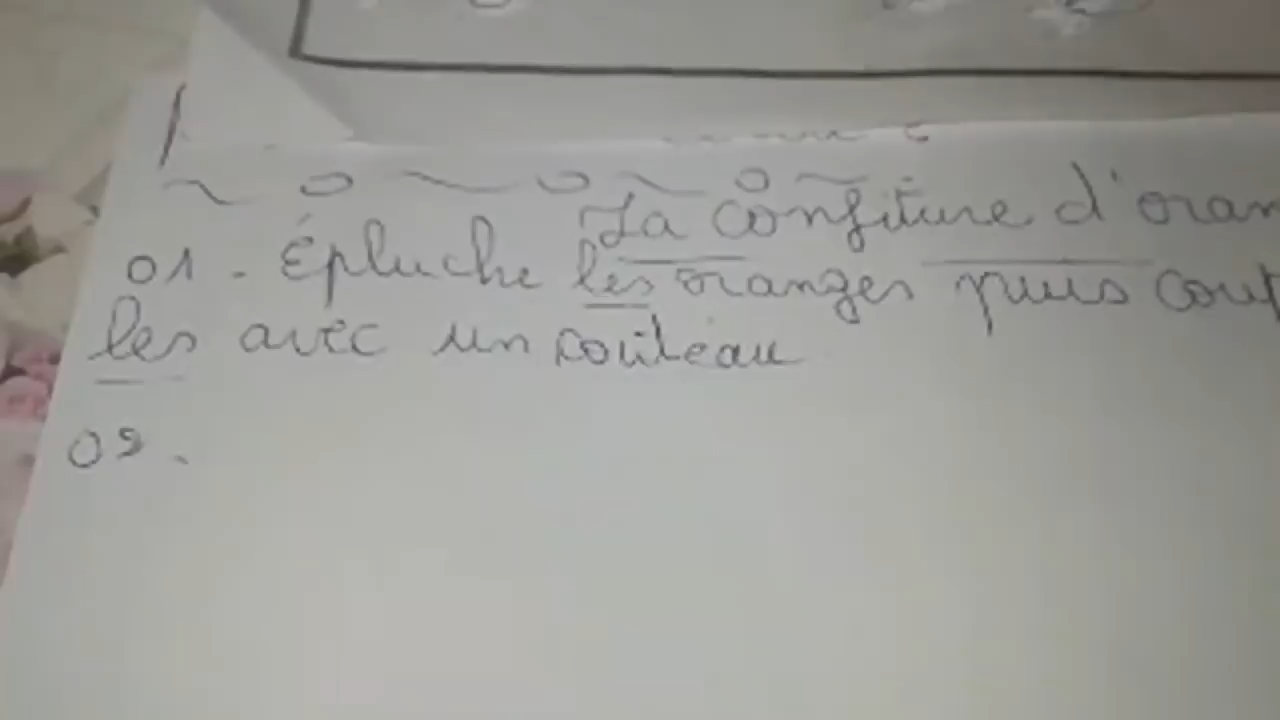 La confiture d'oran
01. Épluche les oranges puis coup
les avec un couteau
02.